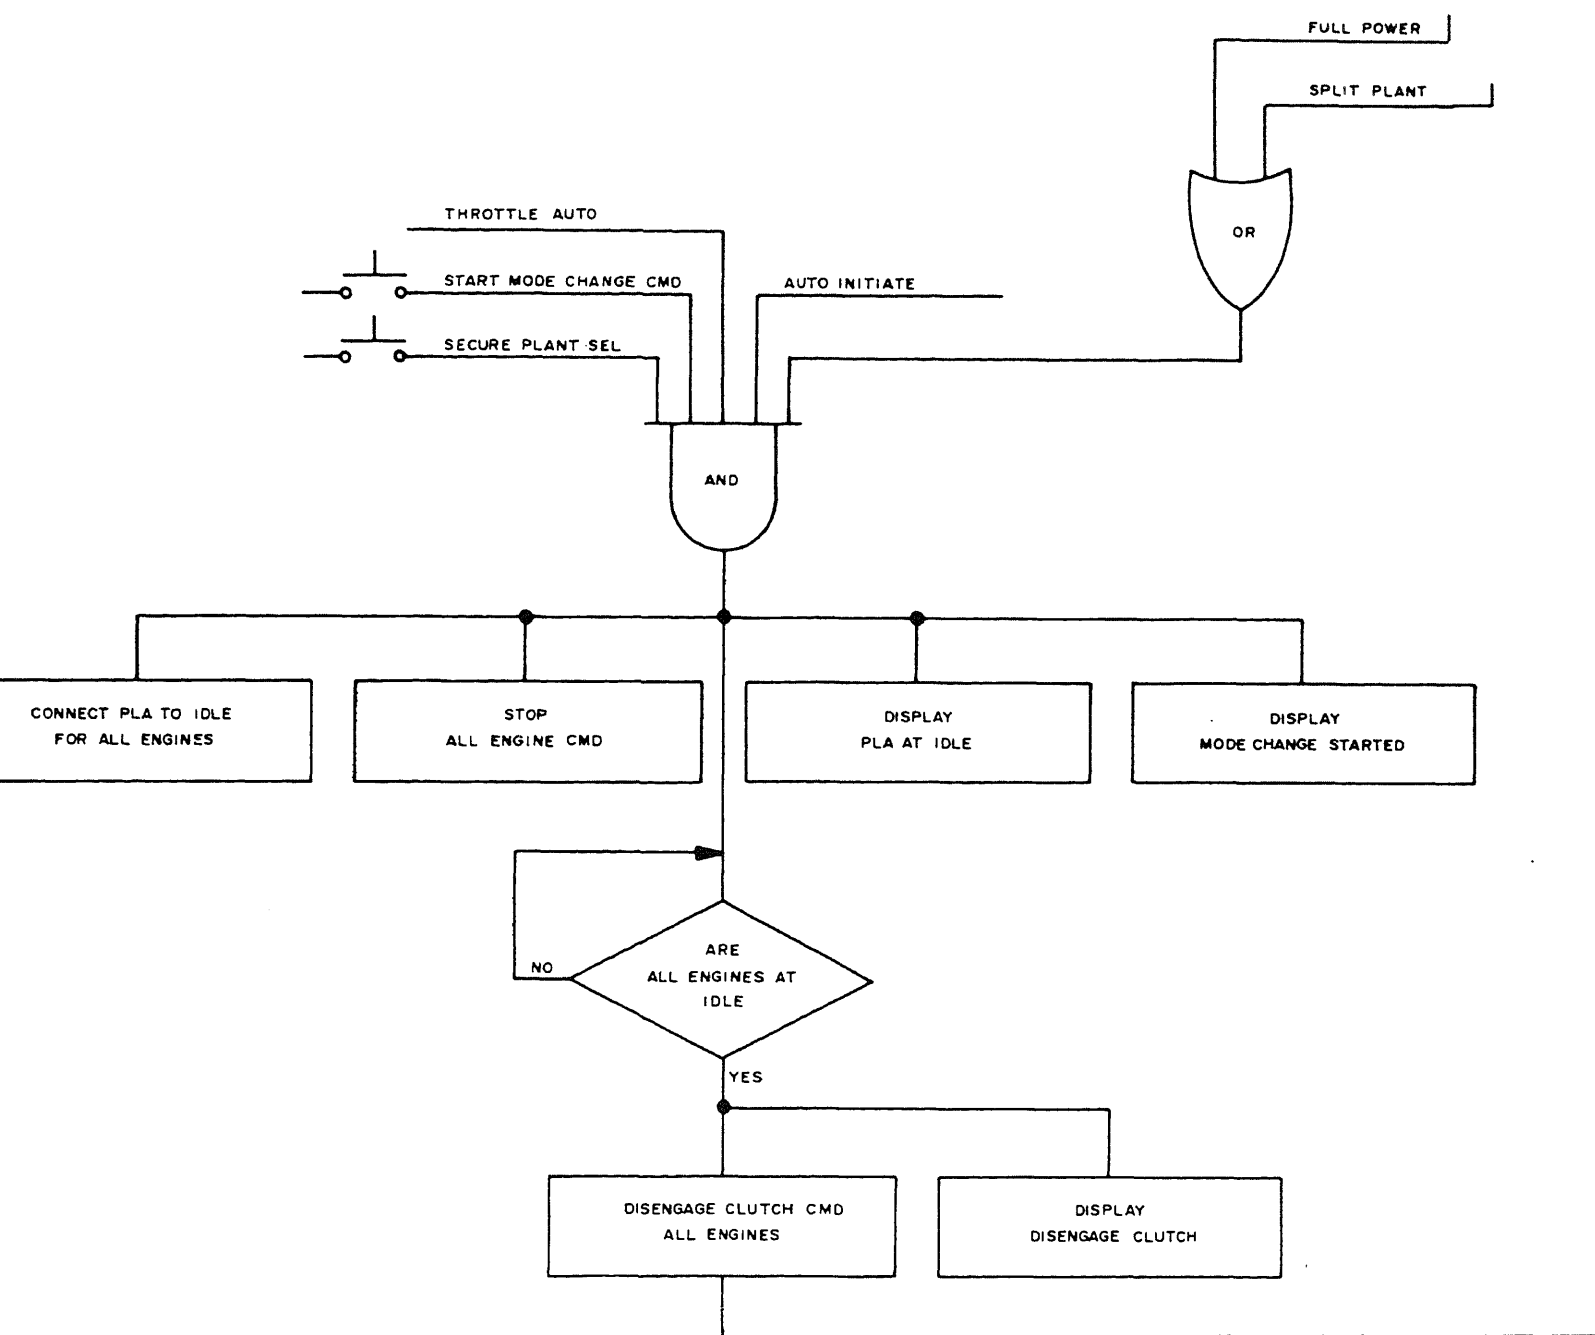 FULL POWER
SPLIT PLANT
OR
THROTTLE AUTO
START MODE CHANGE CMD
AUTO INITIATE
SECURE PLANT SEL
AND
CONNECT PLA TO IDLE
FOR ALL ENGINES
STOP
ALL ENGINE CMD
DISPLAY
PLA AT IDLE
DISPLAY
MODE CHANGE STARTED
ARE
ALL ENGINES AT
IDLE
NO
YES
DISENGAGE CLUTCH CMD
ALL ENGINES
DISPLAY
DISENGAGE CLUTCH